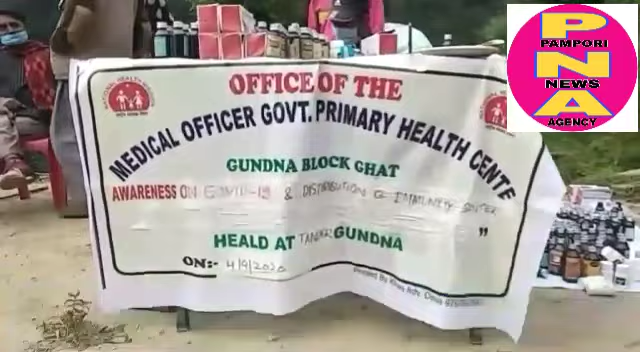 OFFICE OF THE
MEDICAL OFFICER GOVT. PRIMARY HEALTH CENTE
GUNDNA BLOCK GHAT
AWARENESS ON COVID-19 & DISTRIBUTION OF IMMUNITY
"
HEALD AT GUNDNA
ON:- 4/9/2020
PNA
PAMPORI
NEWS
AGENCY